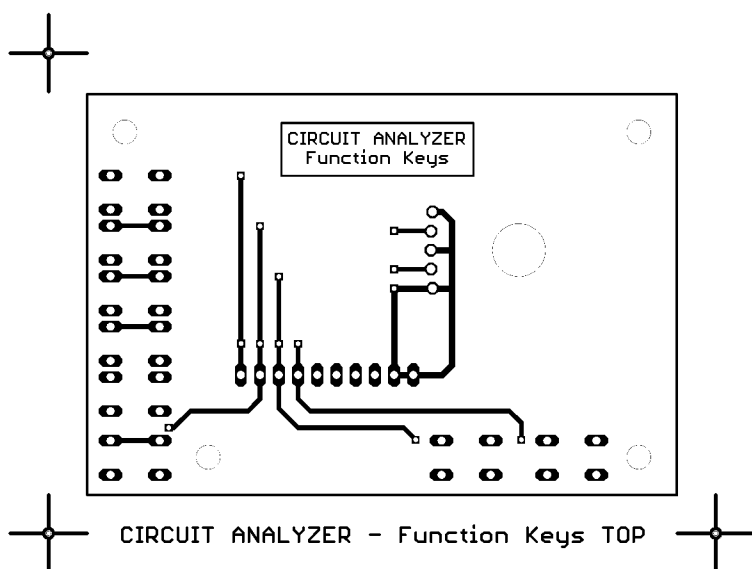 CIRCUIT ANALYZER
Function Keys
CIRCUIT ANALYZER - Function Keys TOP